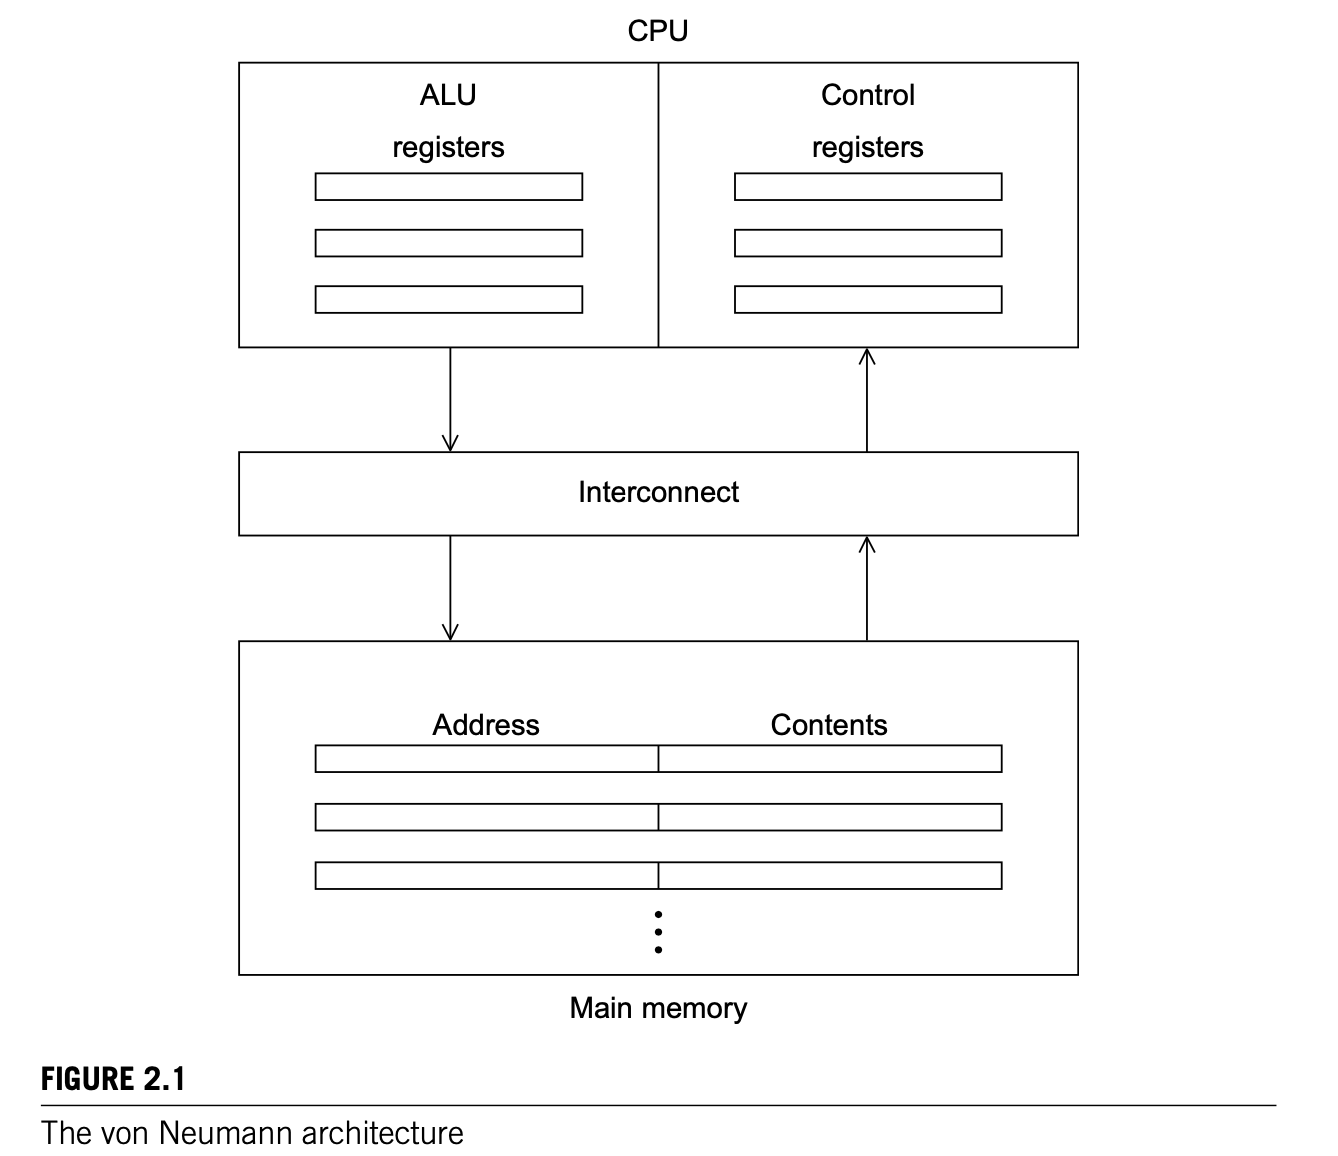 CPU
ALU
Control
registers
registers
Interconnect
Address
Contents
Main memory
FIGURE 2.1
The von Neumann architecture